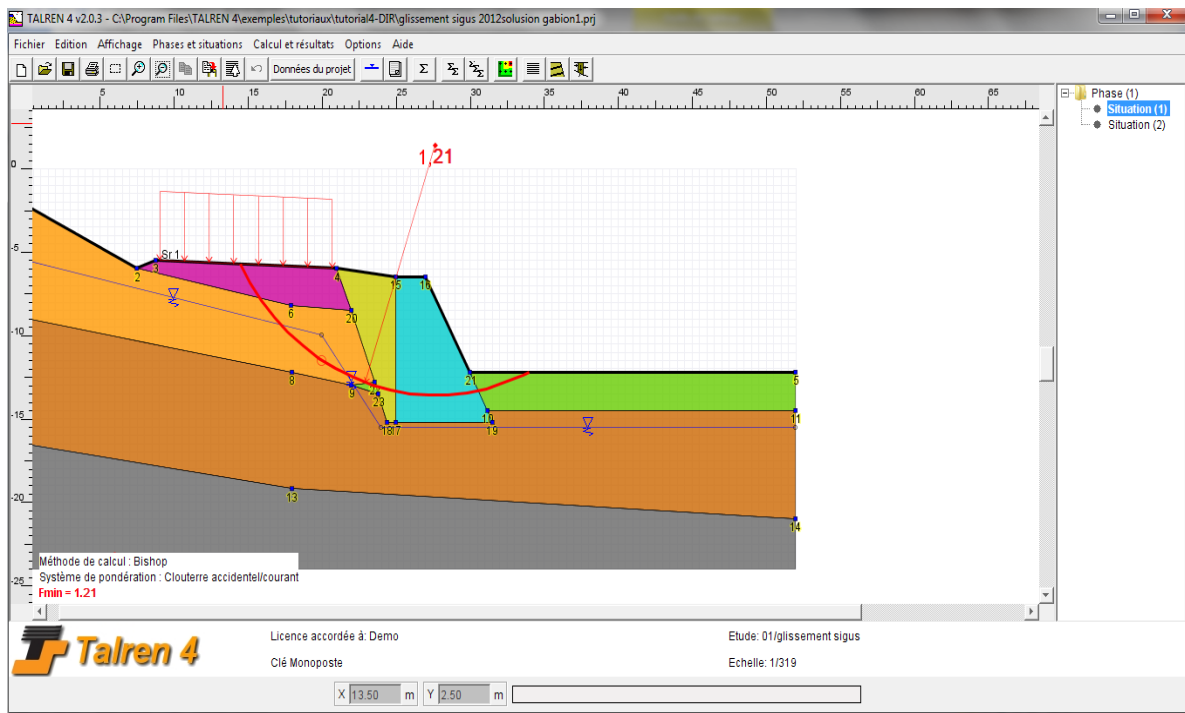 TALREN 4 v2.0.3 - C:\Program Files\TALREN 4\exemples\tutoriaux\tutorial4-DIR\glissement sigus 2012solusion gabion1.prj
Fichier Edition Affichage Phases et situations Calcul et résultats Options Aide
Données du projet
5 10 15 20 25 30 35 40 45 50 55 60 65
Phase (1)
Situation (1)
Situation (2)
0
1,21
-5
Sr 1
2 3 4 15 16
6 20
-10
8 9 21 5
23
-15
18 17 10 19 11
-20
13
14
-25
Méthode de calcul : Bishop
Système de pondération : Clouterre accidentel/courant
Fmin = 1.21
Talren 4
Licence accordée à: Demo
Etude: 01/glissement sigus
Clé Monoposte
Echelle: 1/319
X 13.50 m Y 2.50 m